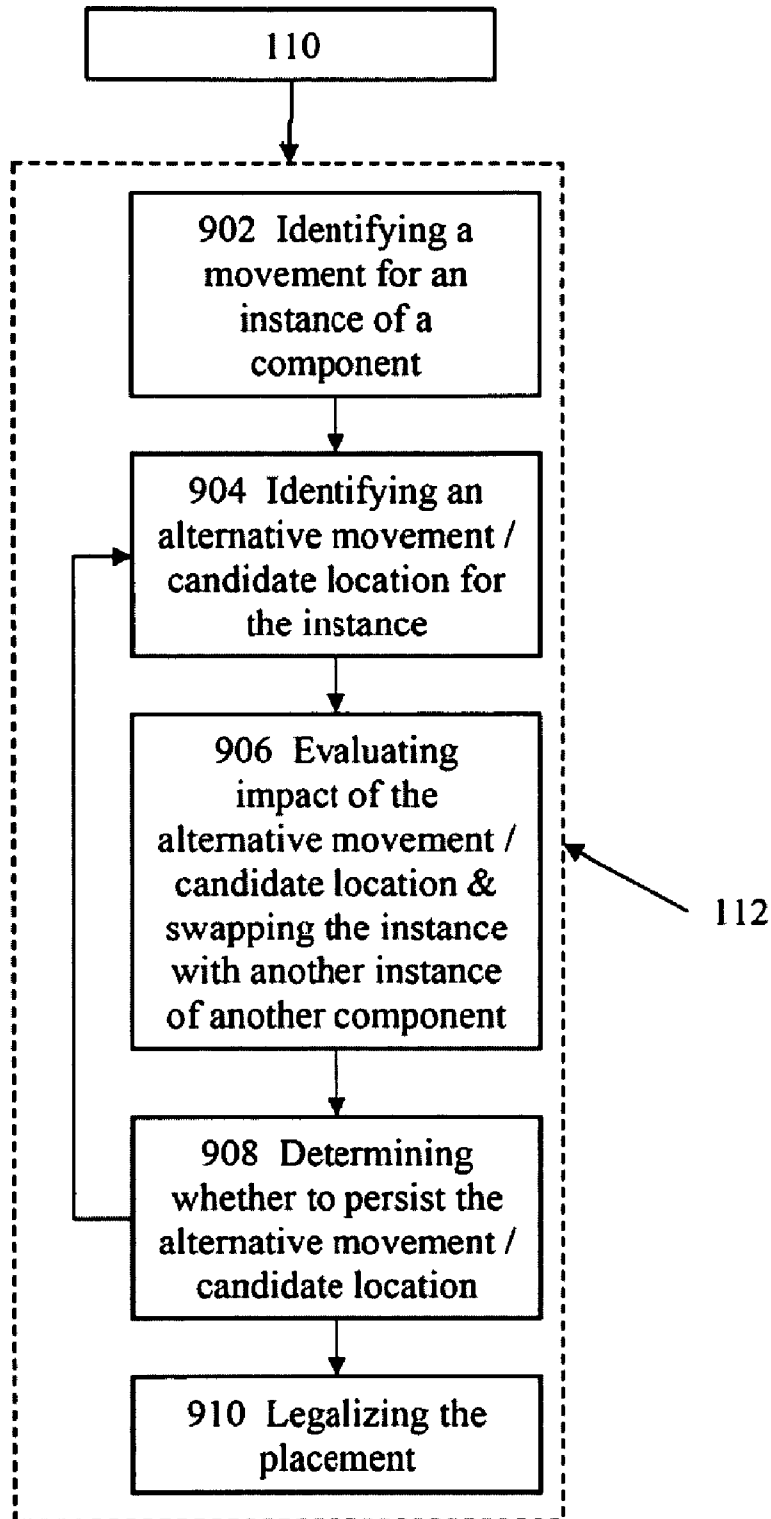 110
902 Identifying a
movement for an
instance of a
component
904 Identifying an
alternative movement /
candidate location for
the instance
906 Evaluating
impact of the
alternative movement /
candidate location &
swapping the instance
with another instance
of another component
112
908 Determining
whether to persist the
alternative movement /
candidate location
910 Legalizing the
placement